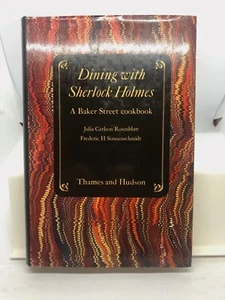 Dining with
Sherlock Holmes
A Baker Street cookbook
Julia Carlson Rosenblatt
Frederic H Sonnenschmidt
Thames and Hudson